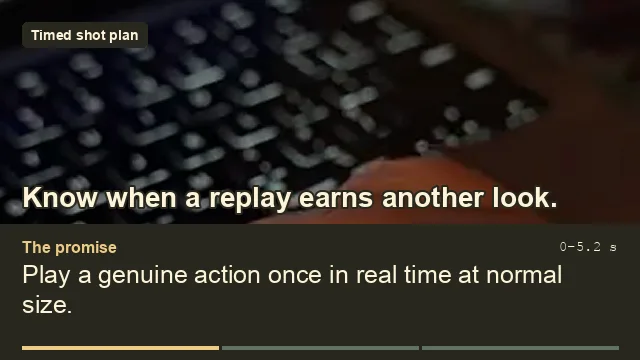 Timed shot plan
Know when a replay earns another look.
The promise
0–5.2 s
Play a genuine action once in real time at normal
size.